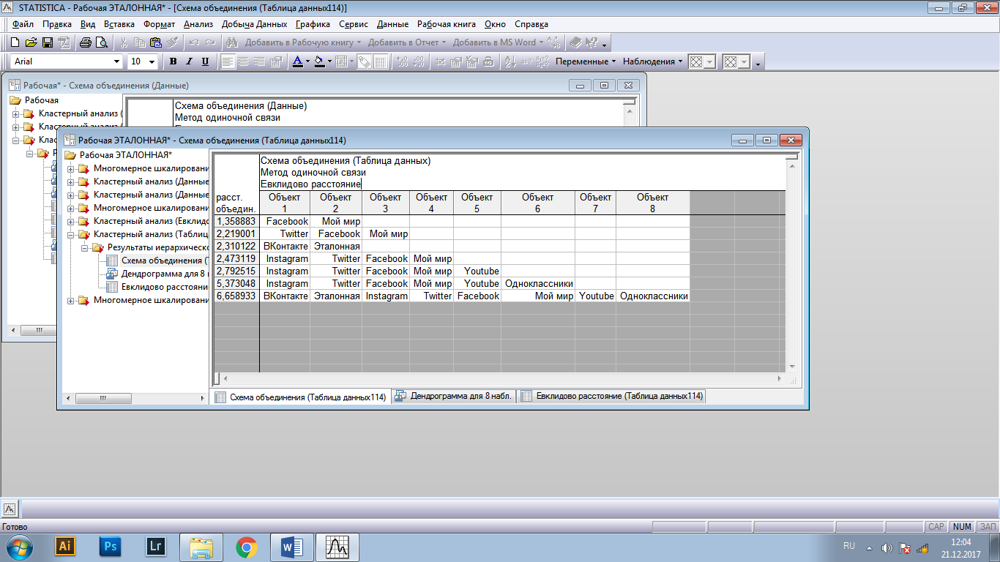 STATISTICA - Рабочая ЭТАЛОННАЯ* - [Схема объединения (Таблица данных114)]
Файл Правка Вид Вставка Формат Анализ Добыча Данных Графика Сервис Данные Рабочая книга Окно Справка
Добавить в Рабочую книгу Добавить в Отчет Добавить в MS Word
Arial 10 B I U Переменные Наблюдения
Рабочая* - Схема объединения (Данные)
Рабочая
Кластерный анализ (
Схема объединения (Данные)
Метод одиночной связи
Рабочая ЭТАЛОННАЯ* - Схема объединения (Таблица данных114)
Рабочая ЭТАЛОННАЯ*
Многомерное шкалировани
Кластерный анализ (Данные
Кластерный анализ (Данные
Многомерное шкалировани
Кластерный анализ (Евклидо
Кластерный анализ (Таблиц
Результаты иерархическо
Схема объединения (Т
Дендрограмма для 8 н
Евклидово расстояние
Многомерное шкалировани
Схема объединения (Таблица данных)
Метод одиночной связи
Евклидово расстояние
расст. объедин. Объект 1 Объект 2 Объект 3 Объект 4 Объект 5 Объект 6 Объект 7 Объект 8
1,358883 Facebook Мой мир
2,219001 Twitter Facebook Мой мир
2,310122 ВКонтакте Эталонная
2,473119 Instagram Twitter Facebook Мой мир
2,792515 Instagram Twitter Facebook Мой мир Youtube
5,373048 Instagram Twitter Facebook Мой мир Youtube Одноклассники
6,658933 ВКонтакте Эталонная Instagram Twitter Facebook Мой мир Youtube Одноклассники
Схема объединения (Таблица данных114) Дендрограмма для 8 набл. Евклидово расстояние (Таблица данных114)
Готово CAP NUM ЗАП
Ai Ps Lr RU 12:04
21.12.2017